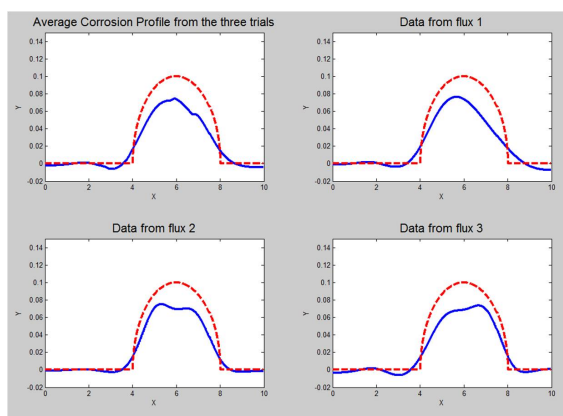 Average Corrosion Profile from the three trials
0.14
0.12
0.1
0.08
0.06
0.04
0.02
0
-0.02
Y
0 2 4 6 8 10
X
Data from flux 1
0.14
0.12
0.1
0.08
0.06
0.04
0.02
0
-0.02
Y
0 2 4 6 8 10
X
Data from flux 2
0.14
0.12
0.1
0.08
0.06
0.04
0.02
0
-0.02
Y
0 2 4 6 8 10
X
Data from flux 3
0.14
0.12
0.1
0.08
0.06
0.04
0.02
0
-0.02
Y
0 2 4 6 8 10
X